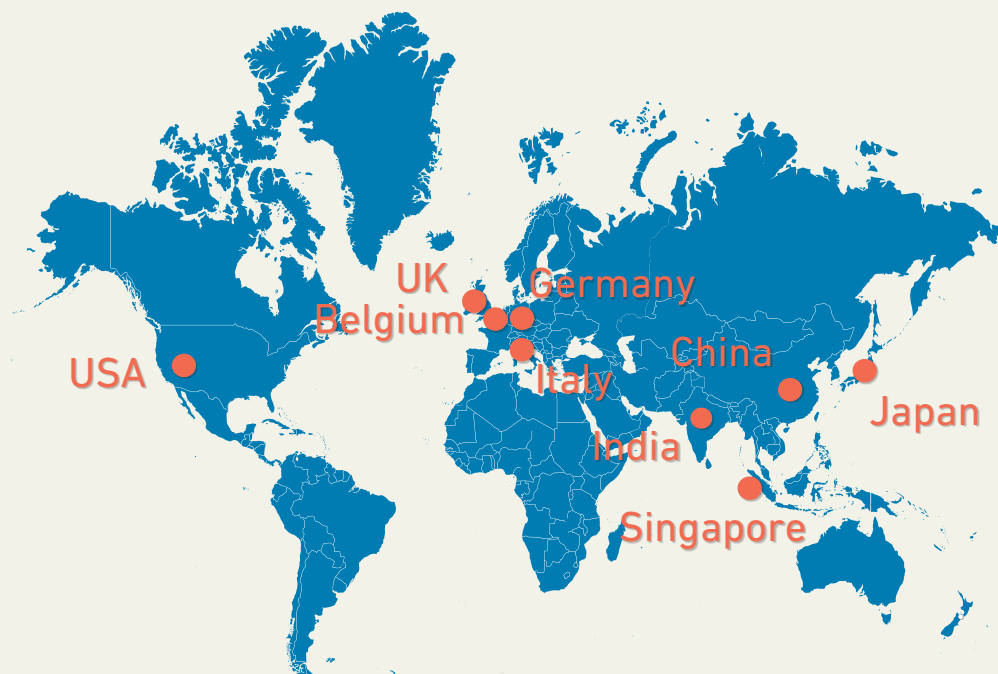 UK
Germany
Belgium
China
USA
Italy
Japan
India
Singapore